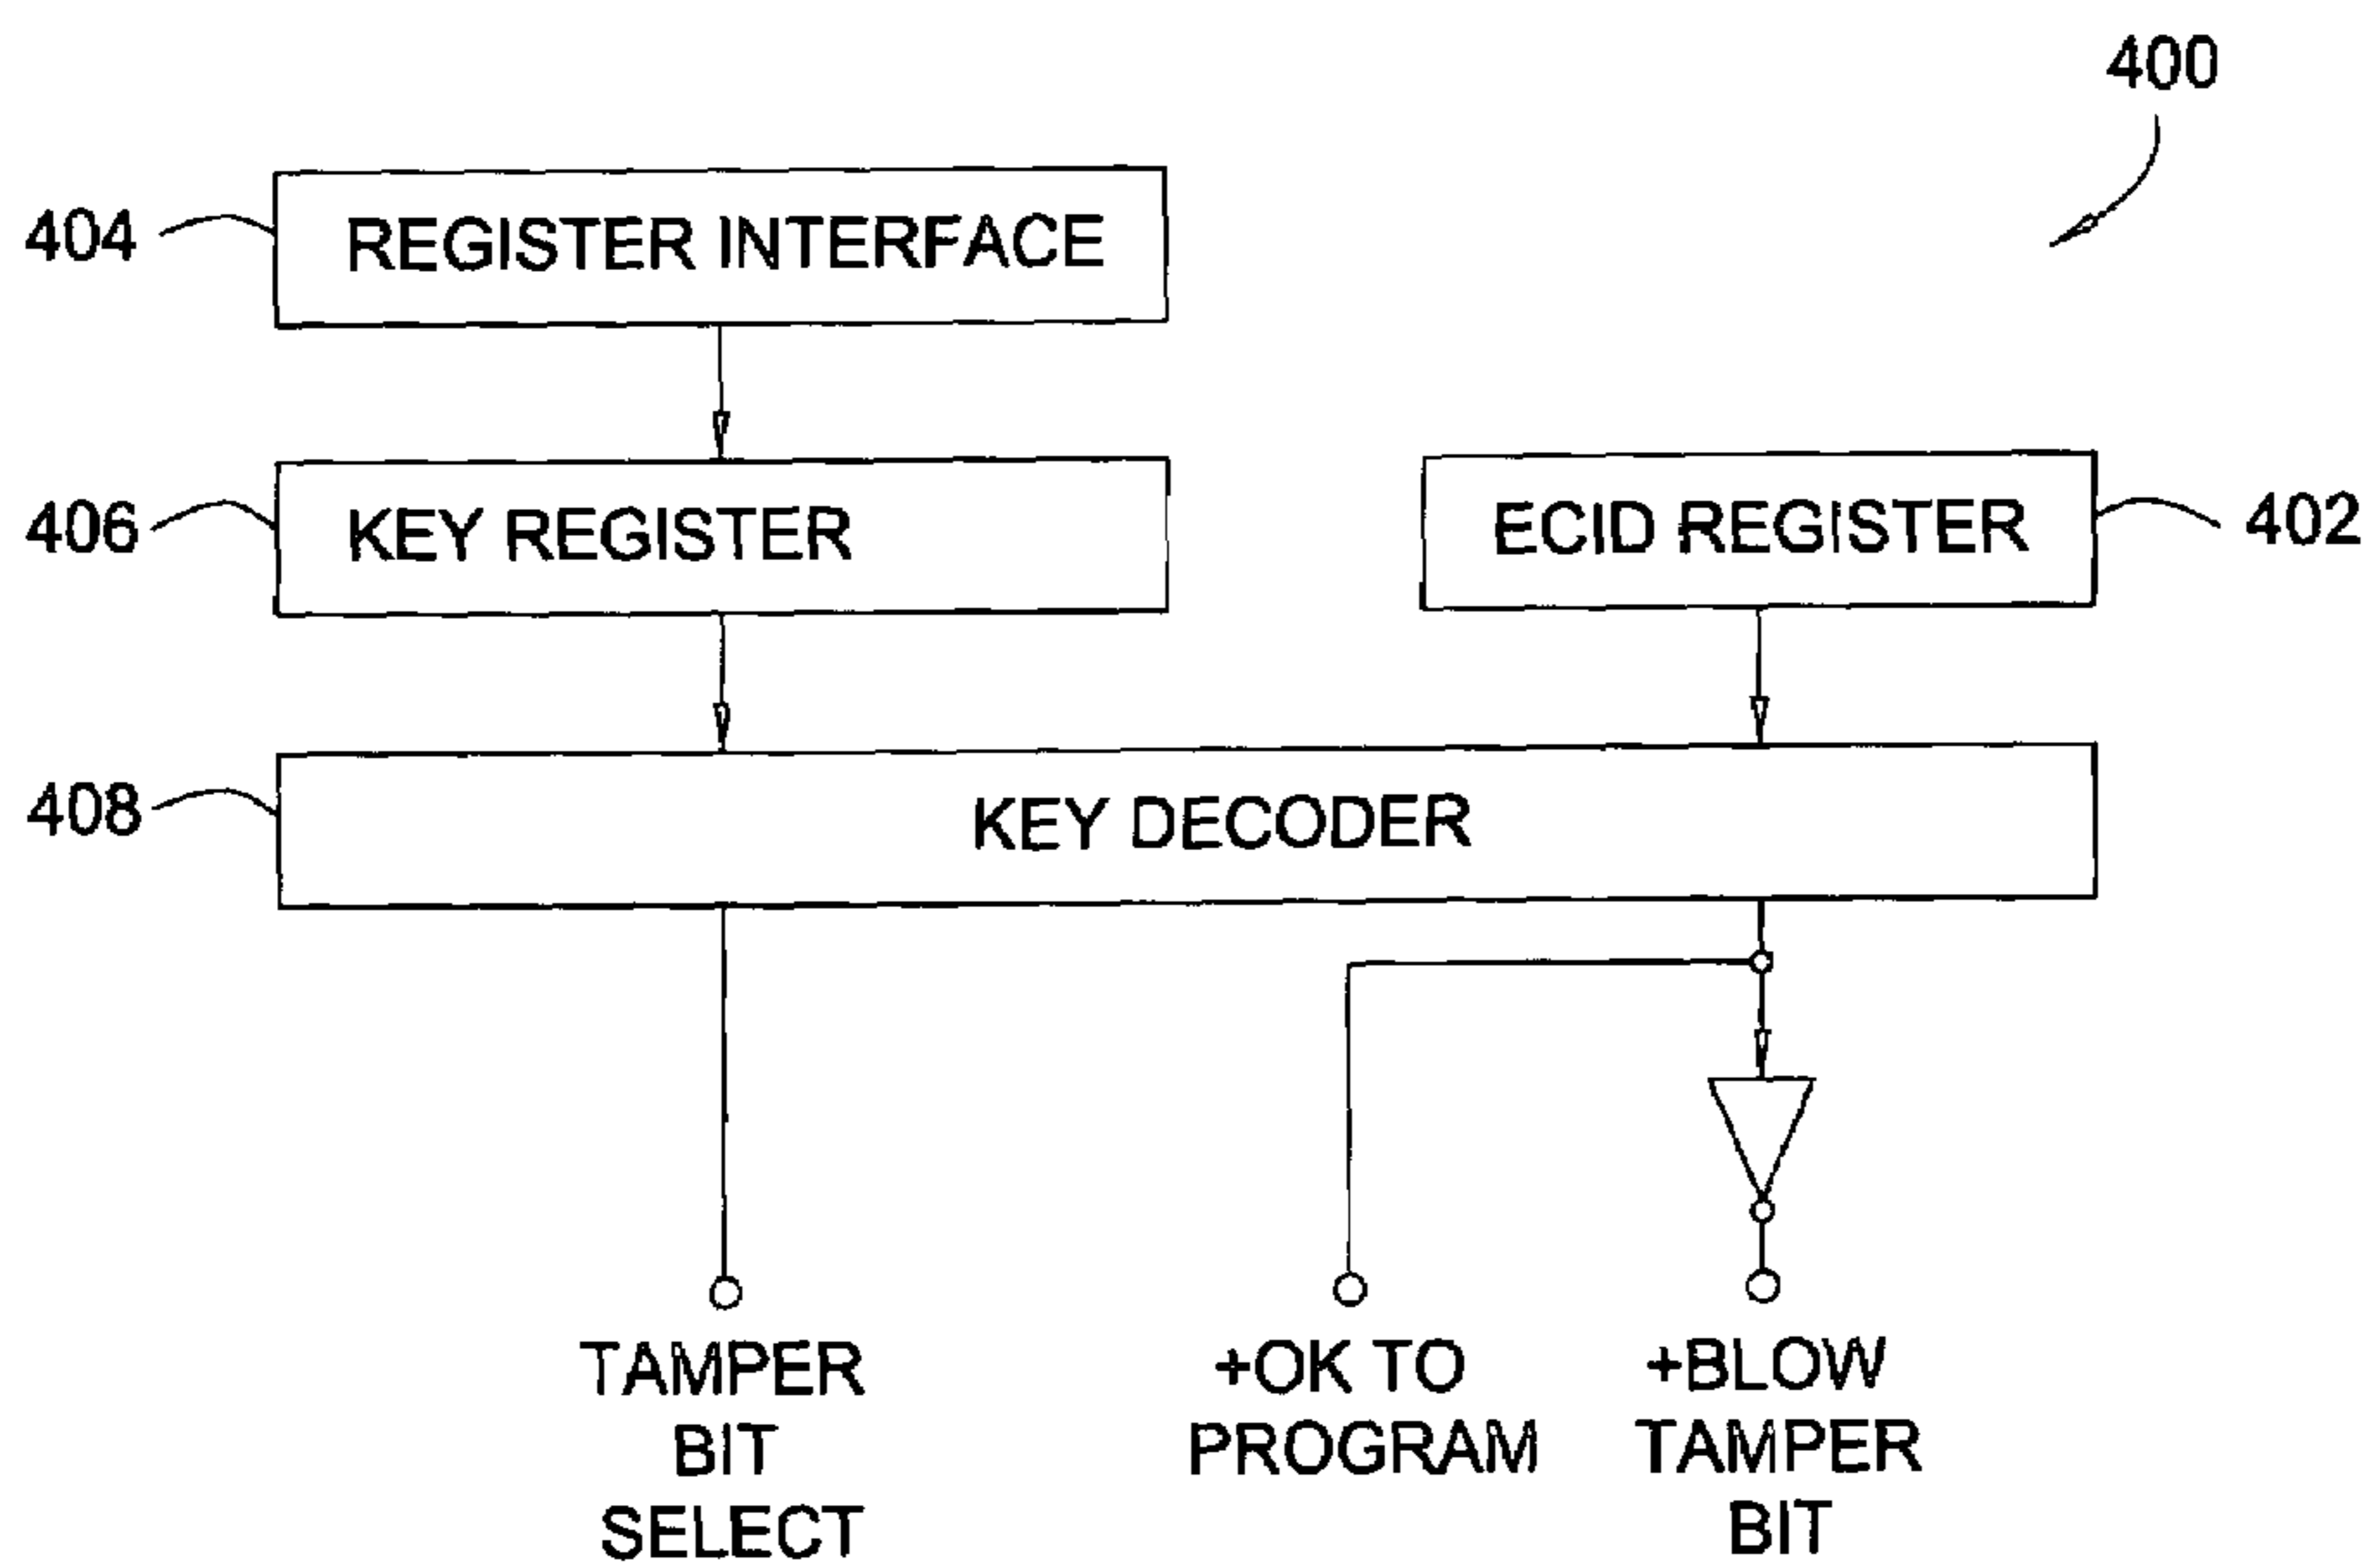 400
404
REGISTER INTERFACE
406
KEY REGISTER
ECID REGISTER
402
408
KEY DECODER
TAMPER
BIT
SELECT
+OK TO
PROGRAM
+BLOW
TAMPER
BIT